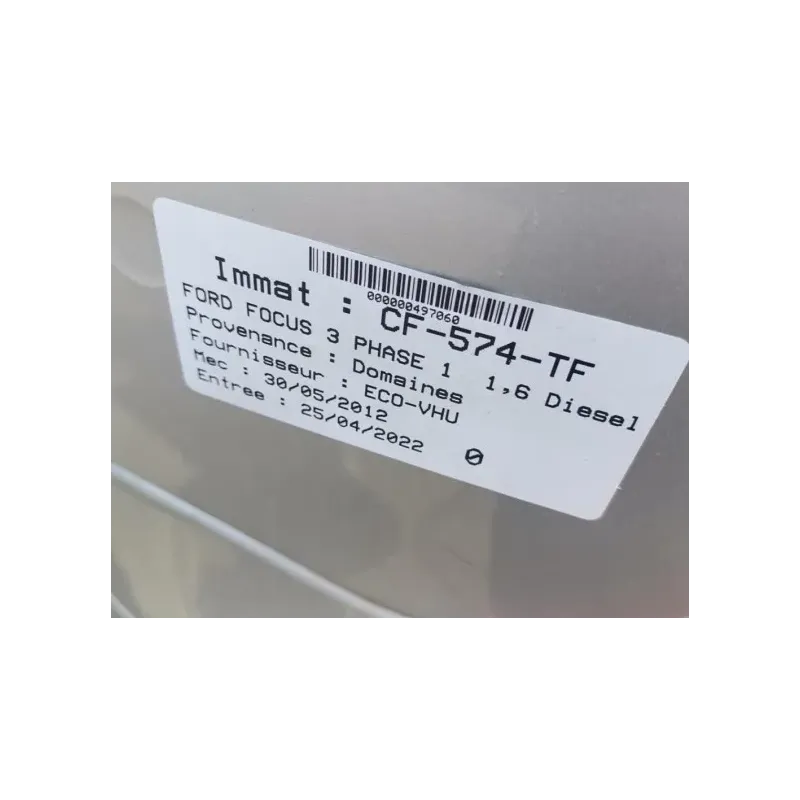 000000497060
Immat : CF-574-TF
FORD FOCUS 3 PHASE 1 1,6 Diesel
Provenance : Domaines
Fournisseur : ECO-VHU
Mec : 30/05/2012
Entree : 25/04/2022 0